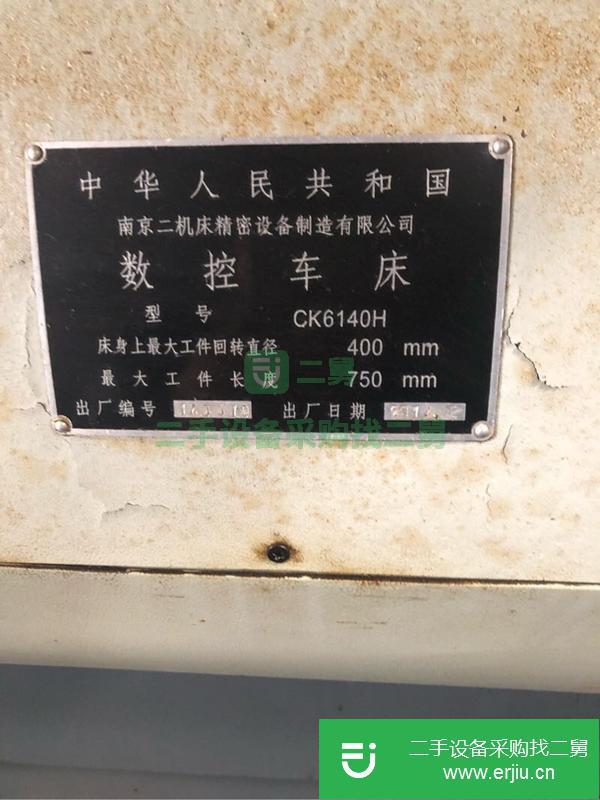 中华人民共和国
南京二机床精密设备制造有限公司
数控车床
型号 CK6140H
床身上最大工件回转直径 400 mm
最大工件长度 750 mm
出厂编号 出厂日期
二舅
二手设备采购找二舅
二手设备采购找二舅
www.erjiu.cn